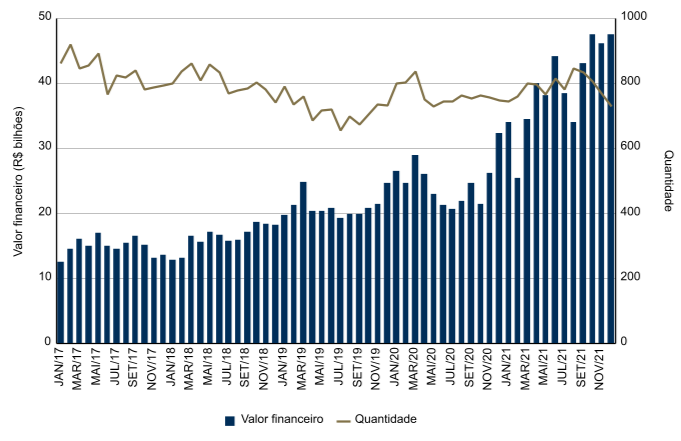 50
1000
40
800
30
600
20
400
10
200
0
0
Valor financeiro (R$ bilhões)
Quantidade
JAN/17
MAR/17
MAI/17
JUL/17
SET/17
NOV/17
JAN/18
MAR/18
MAI/18
JUL/18
SET/18
NOV/18
JAN/19
MAR/19
MAI/19
JUL/19
SET/19
NOV/19
JAN/20
MAR/20
MAI/20
JUL/20
SET/20
NOV/20
JAN/21
MAR/21
MAI/21
JUL/21
SET/21
NOV/21
Valor financeiro
Quantidade